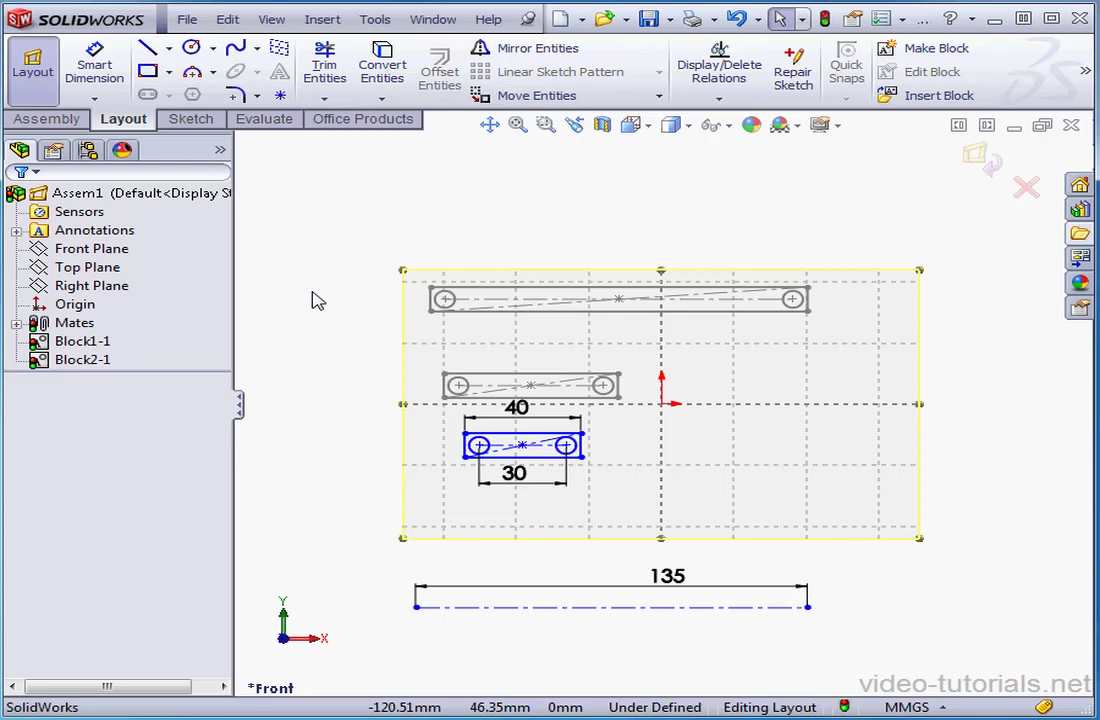 SOLIDWORKS File Edit View Insert Tools Window Help
Layout Smart Dimension Trim Entities Convert Entities Offset Entities Mirror Entities Linear Sketch Pattern Move Entities Display/Delete Relations Repair Sketch Quick Snaps Make Block Edit Block Insert Block
Assembly Layout Sketch Evaluate Office Products
Assem1 (Default<Display St
Sensors
Annotations
Front Plane
Top Plane
Right Plane
Origin
Mates
Block1-1
Block2-1
40
30
135
Y
X
*Front
video-tutorials.net
SolidWorks -120.51mm 46.35mm 0mm Under Defined Editing Layout MMGS